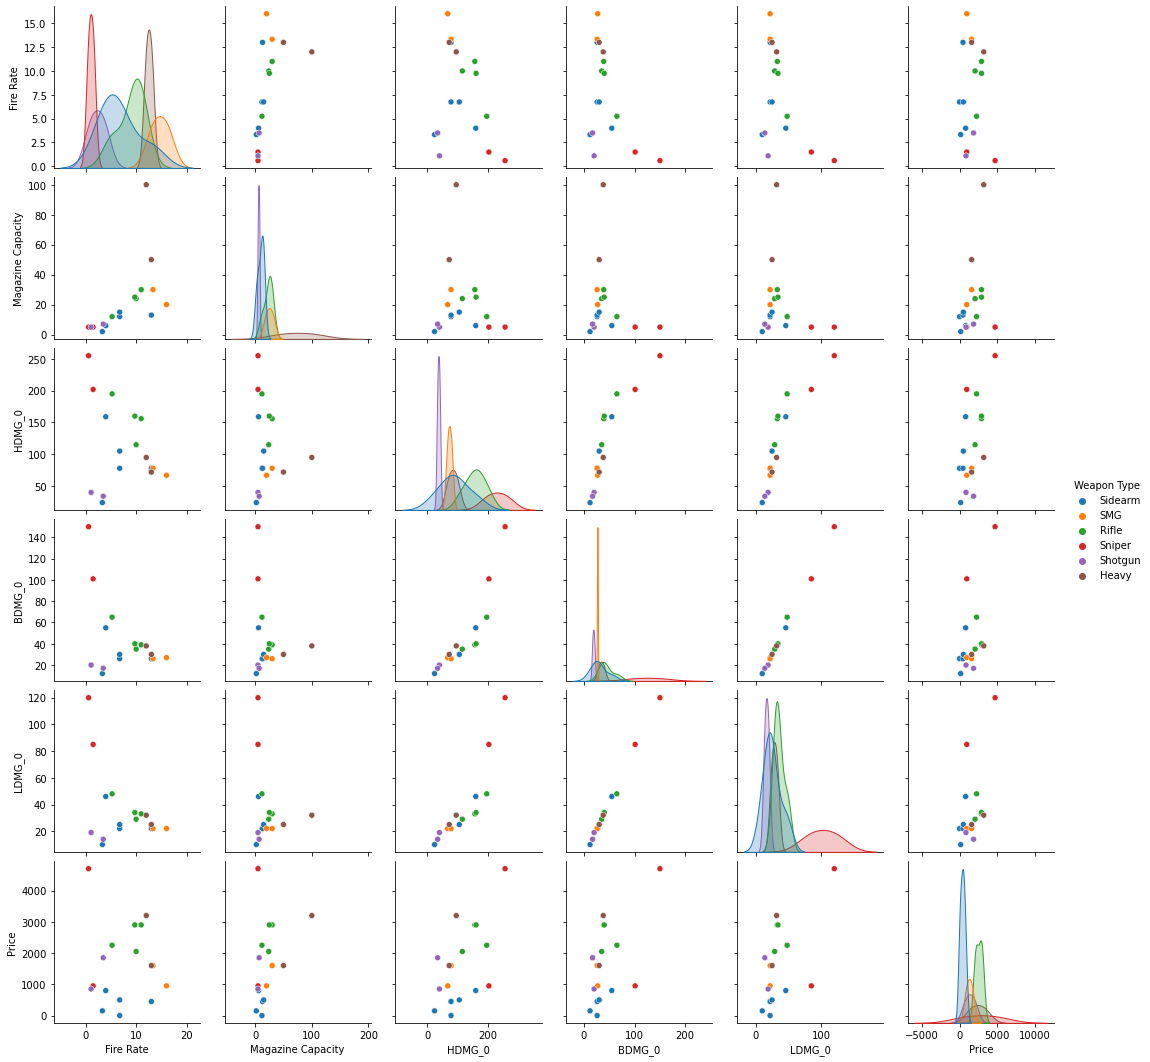 15.0
12.5
10.0
7.5
5.0
2.5
0.0
Fire Rate
100
80
60
40
20
0
Magazine Capacity
250
200
150
100
50
HDMG_0
140
120
100
80
60
40
20
BDMG_0
120
100
80
60
40
20
LDMG_0
4000
3000
2000
1000
0
Price
0 10 20
Fire Rate
0 100 200
Magazine Capacity
0 200
HDMG_0
0 100 200
BDMG_0
0 100
LDMG_0
−5000 0 5000 10000
Price
Weapon Type
Sidearm
SMG
Rifle
Sniper
Shotgun
Heavy